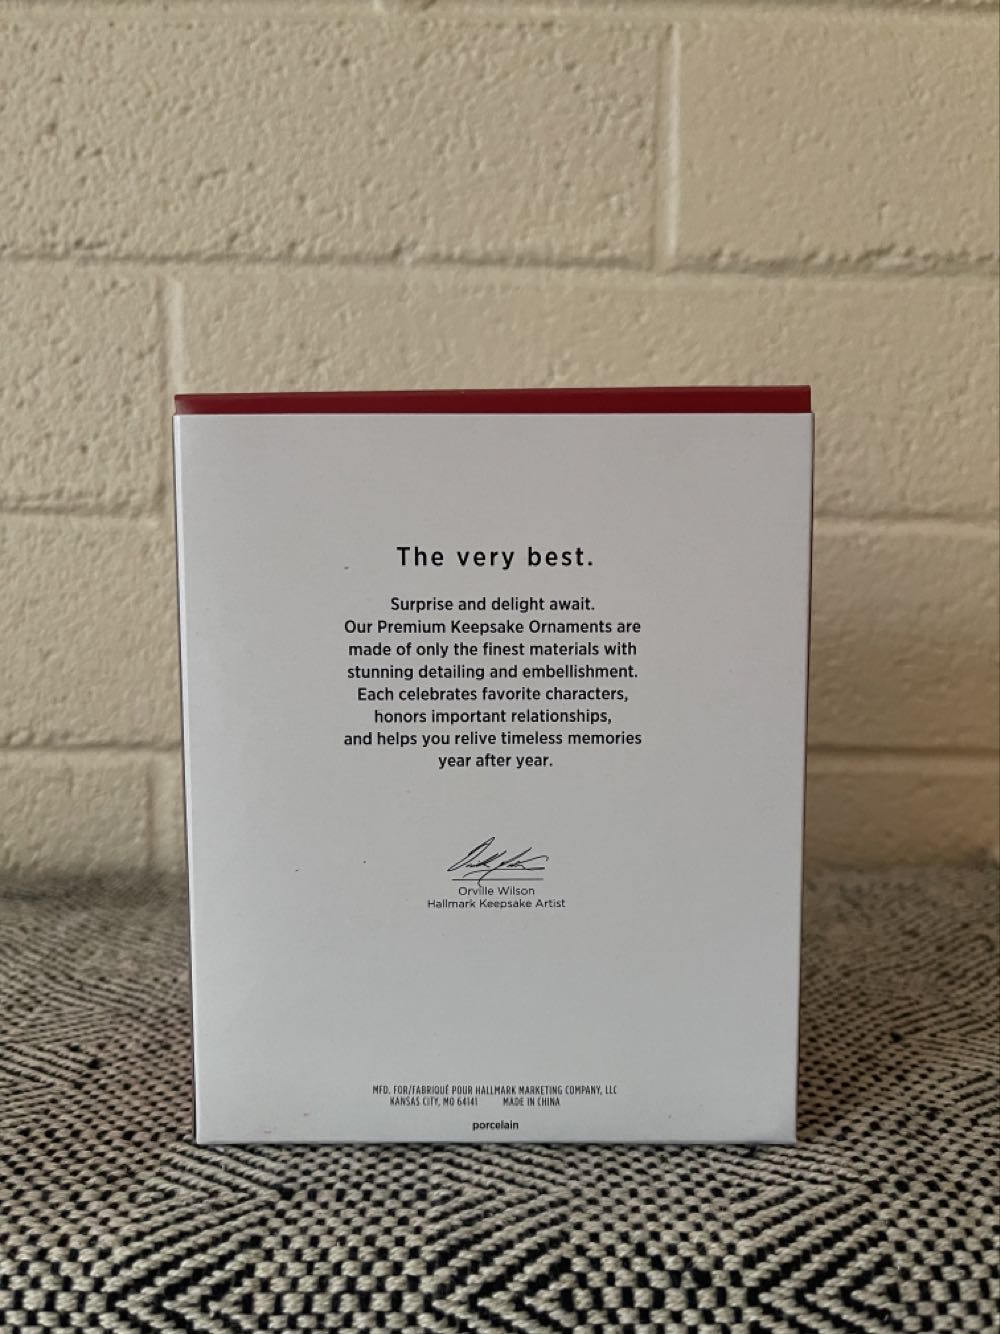 The very best.
Surprise and delight await.
Our Premium Keepsake Ornaments are
made of only the finest materials with
stunning detailing and embellishment.
Each celebrates favorite characters,
honors important relationships,
and helps you relive timeless memories
year after year.
Orville Wilson
Hallmark Keepsake Artist
MFD. FOR/FABRIQUÉ POUR HALLMARK MARKETING COMPANY, LLC
KANSAS CITY, MO 64141 MADE IN CHINA
porcelain